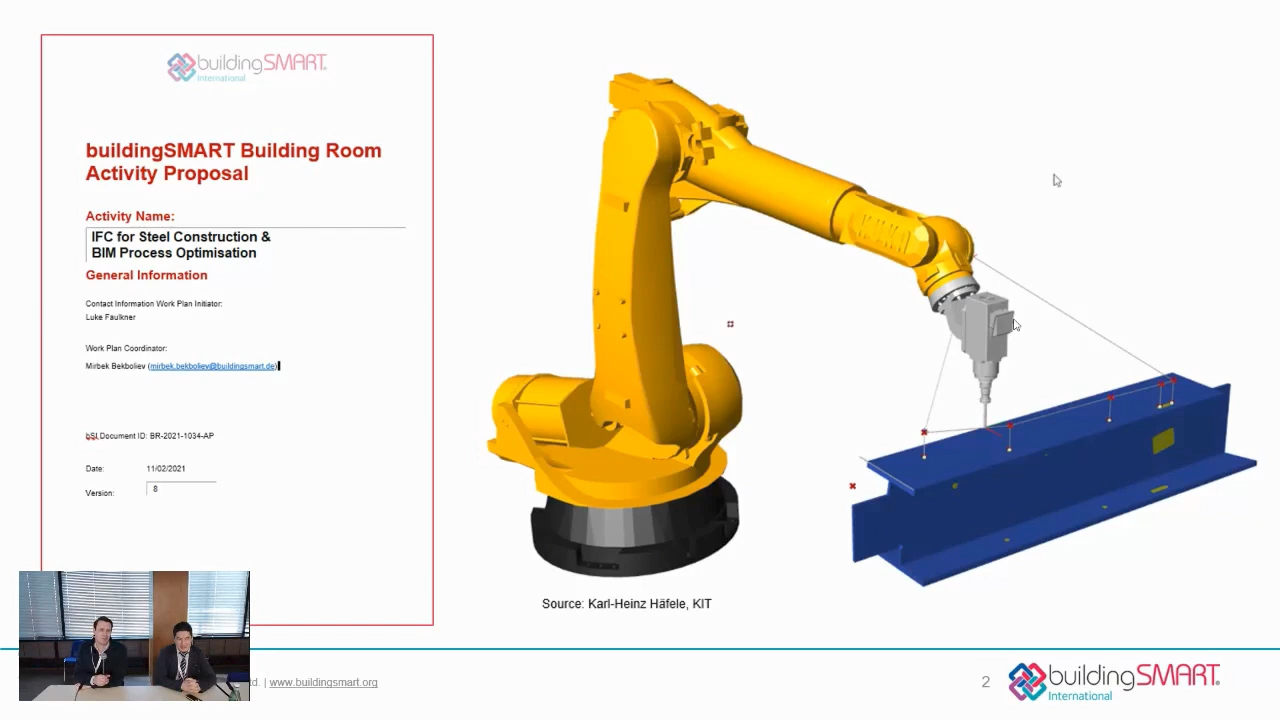 buildingSMART
International
buildingSMART Building Room
Activity Proposal
Activity Name:
IFC for Steel Construction &
BIM Process Optimisation
General Information
Contact Information Work Plan Initiator:
Luke Faulkner
Work Plan Coordinator:
Mirbek Bekboliev (mirbek.bekboliev@buildingsmart.de)
bSI Document ID: BR-2021-1034-AP
Date: 11/02/2021
Version: 8
Source: Karl-Heinz Häfele, KIT
td. | www.buildingsmart.org
2
buildingSMART
International